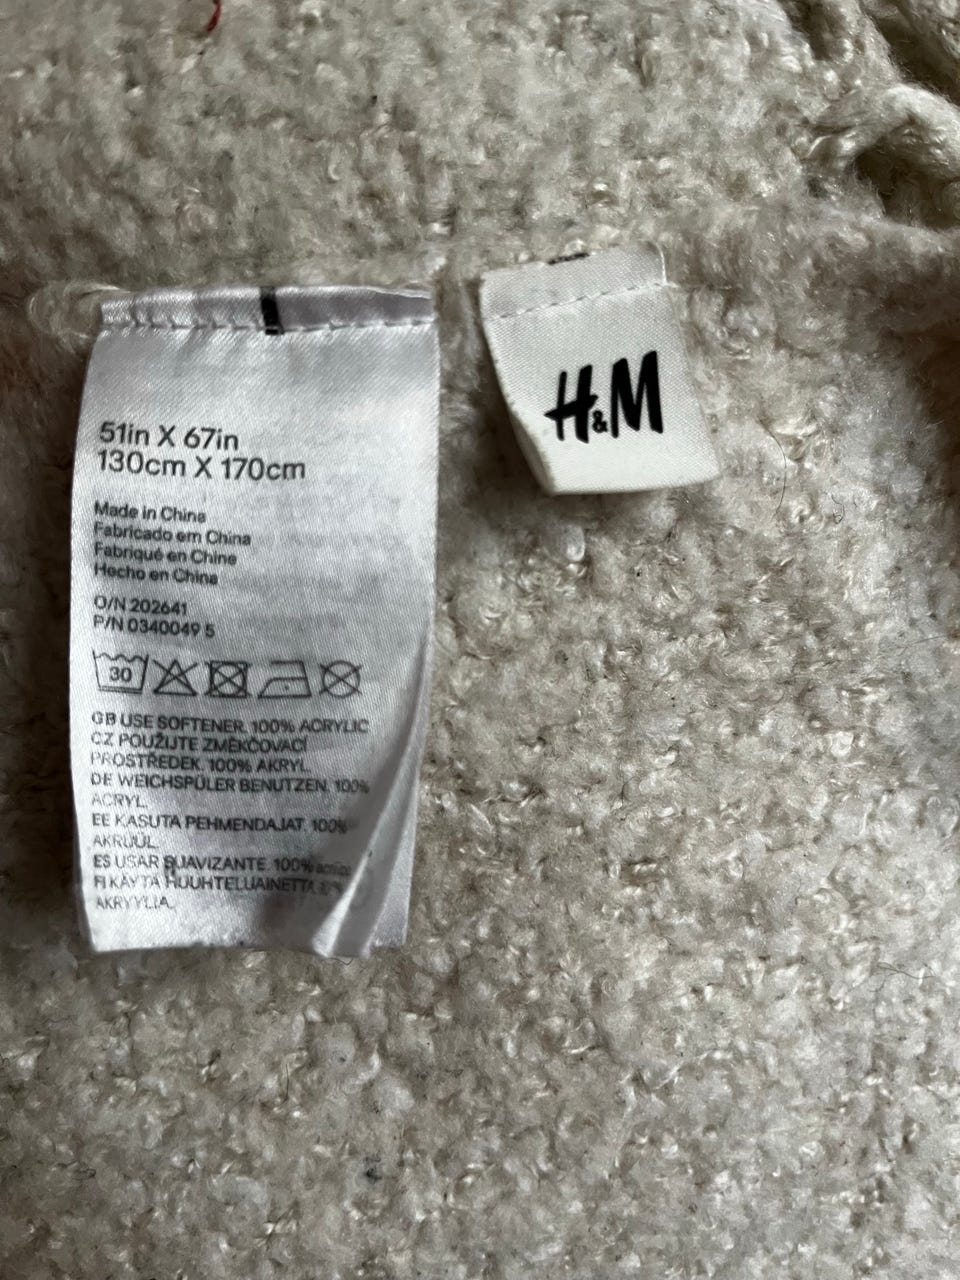 51in X 67in
130cm X 170cm
Made in China
Fabricado em China
Fabriqué en Chine
Hecho en China
O/N 202641
P/N 0340049 5
30
GB USE SOFTENER. 100% ACRYLIC
CZ POUŽIJTE ZMĚKČOVACÍ
PROSTŘEDEK. 100% AKRYL.
DE WEICHSPÜLER BENUTZEN. 100%
ACRYL.
EE KASUTA PEHMENDAJAT. 100%
AKRÜÜL.
ES USAR SUAVIZANTE. 100%
FI KÄYTÄ HUUHTELUAINETTA.
AKRYYLIA.
H&M